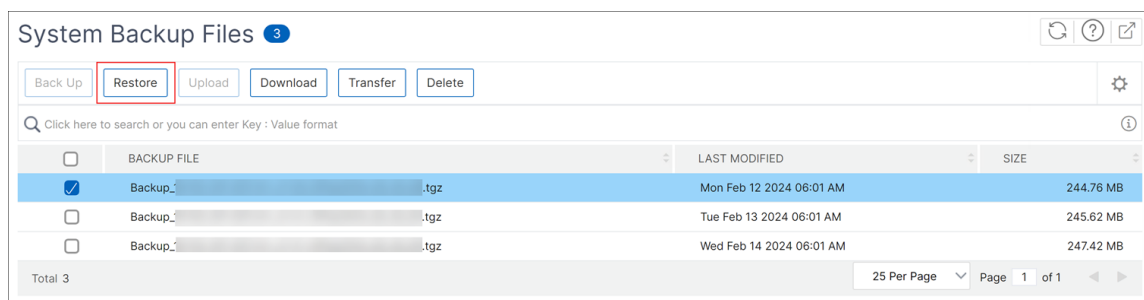 System Backup Files 3
Back Up Restore Upload Download Transfer Delete
Click here to search or you can enter Key : Value format
BACKUP FILE LAST MODIFIED SIZE
Backup_ .tgz Mon Feb 12 2024 06:01 AM 244.76 MB
Backup_ .tgz Tue Feb 13 2024 06:01 AM 245.62 MB
Backup_ .tgz Wed Feb 14 2024 06:01 AM 247.42 MB
Total 3 25 Per Page Page 1 of 1